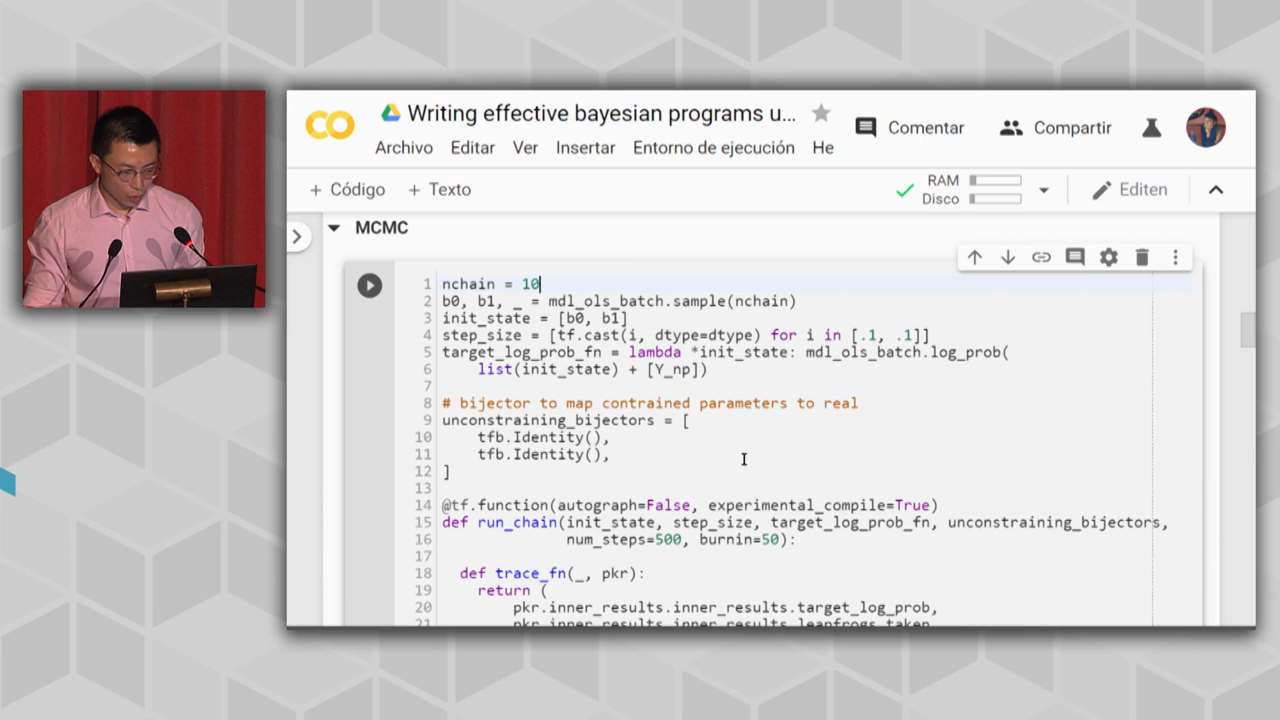 CO
Writing effective bayesian programs u...
Comentar
Compartir
Archivo Editar Ver Insertar Entorno de ejecución He
+ Código + Texto
RAM
Disco
Editen
MCMC
1 nchain = 10
2 b0, b1, _ = mdl_ols_batch.sample(nchain)
3 init_state = [b0, b1]
4 step_size = [tf.cast(i, dtype=dtype) for i in [.1, .1]]
5 target_log_prob_fn = lambda *init_state: mdl_ols_batch.log_prob(
6 list(init_state) + [Y_np])
7
8 # bijector to map contrained parameters to real
9 unconstraining_bijectors = [
10 tfb.Identity(),
11 tfb.Identity(),
12 ]
13
14 @tf.function(autograph=False, experimental_compile=True)
15 def run_chain(init_state, step_size, target_log_prob_fn, unconstraining_bijectors,
16 num_steps=500, burnin=50):
17
18 def trace_fn(_, pkr):
19 return (
20 pkr.inner_results.inner_results.target_log_prob,
21 pkr.inner_results.inner_results.leapfrogs_taken